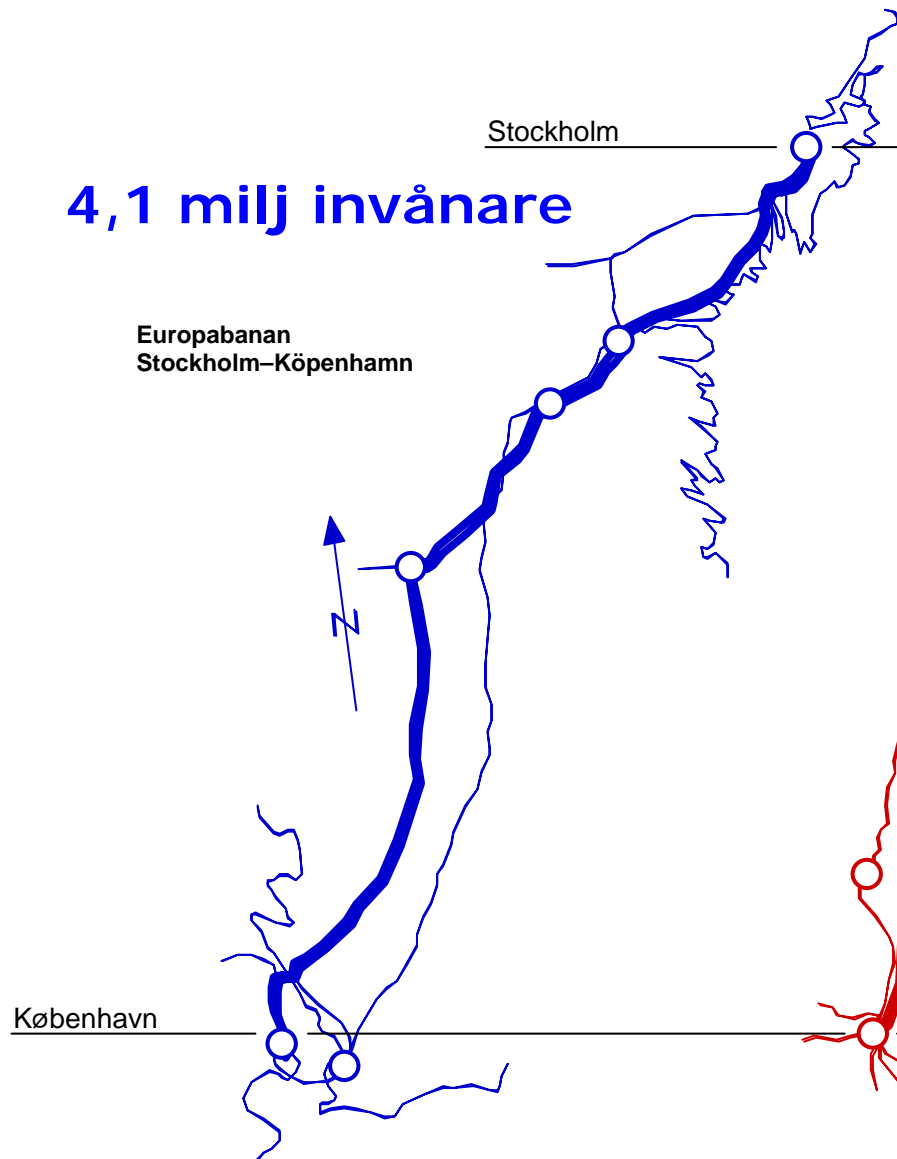 Stockholm
4,1 milj invånare
Europabanan
Stockholm–Köpenhamn
N
København